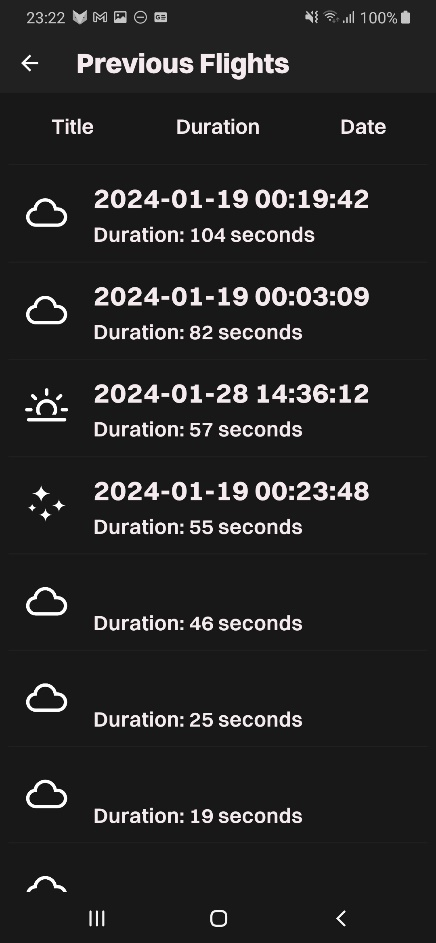 23:22 100%
Previous Flights
Title Duration Date
2024-01-19 00:19:42
Duration: 104 seconds
2024-01-19 00:03:09
Duration: 82 seconds
2024-01-28 14:36:12
Duration: 57 seconds
2024-01-19 00:23:48
Duration: 55 seconds
Duration: 46 seconds
Duration: 25 seconds
Duration: 19 seconds